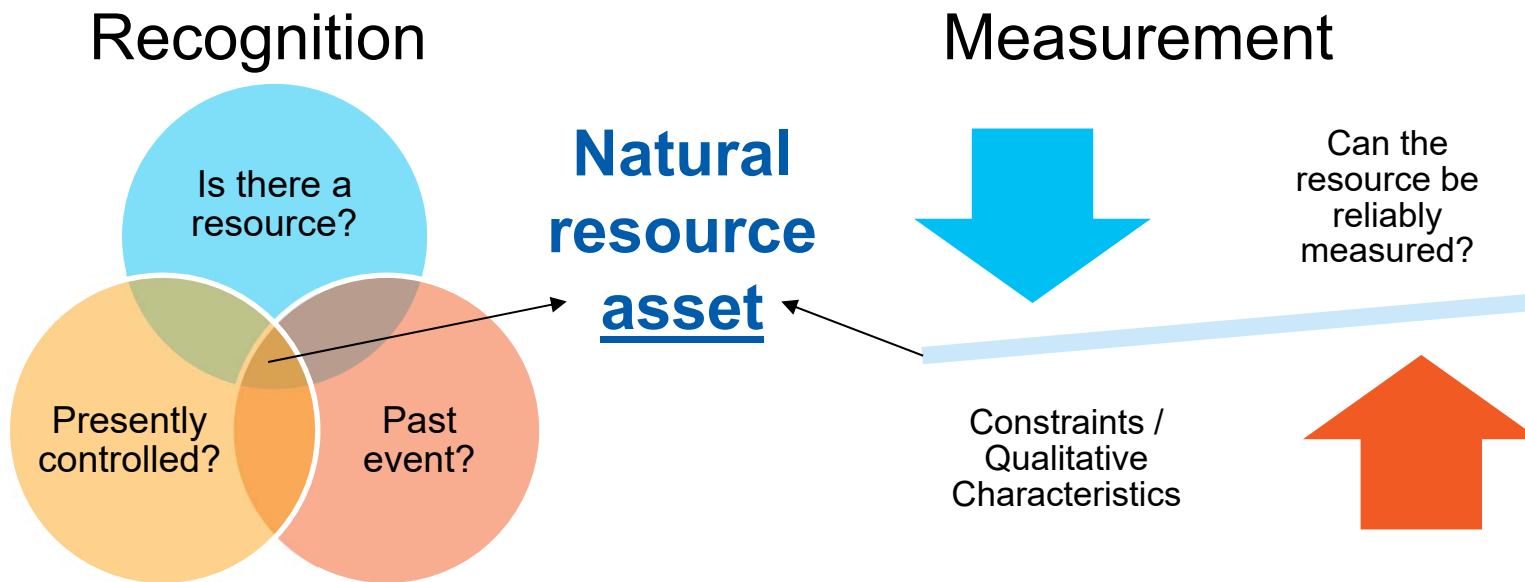 Recognition
Is there a
resource?
Presently
controlled?
Past
event?
Natural
resource
asset
Measurement
Can the
resource be
reliably
measured?
Constraints /
Qualitative
Characteristics